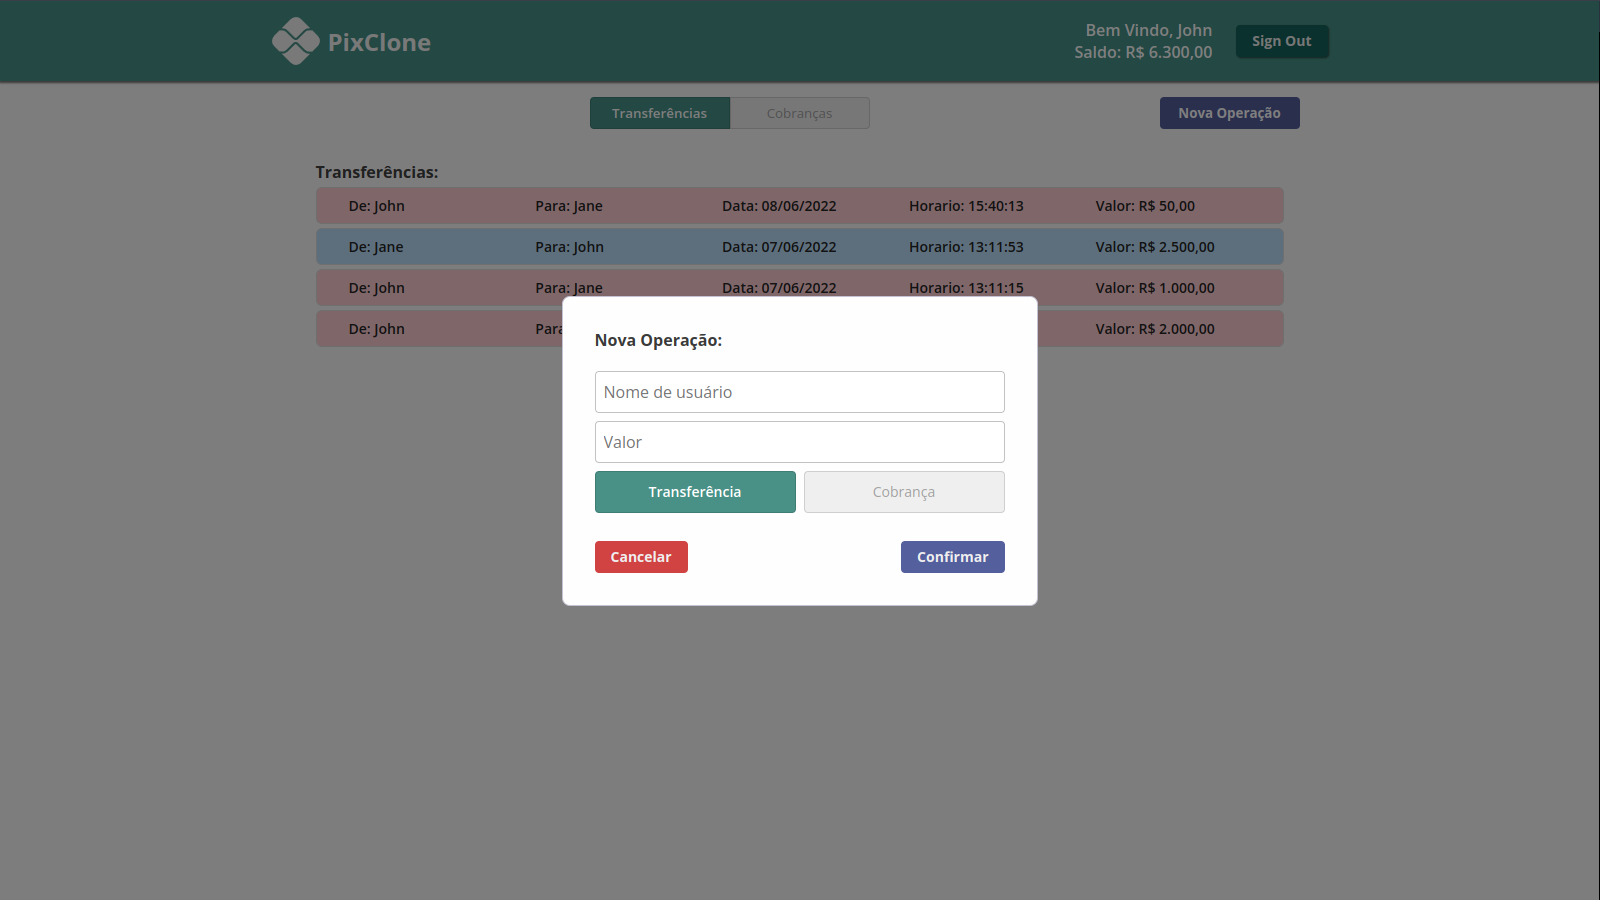 PixClone
Bem Vindo, John
Saldo: R$ 6.300,00
Sign Out
Transferências
Cobranças
Nova Operação
Transferências:
De: John Para: Jane Data: 08/06/2022 Horario: 15:40:13 Valor: R$ 50,00
De: Jane Para: John Data: 07/06/2022 Horario: 13:11:53 Valor: R$ 2.500,00
De: John Para: Jane Data: 07/06/2022 Horario: 13:11:15 Valor: R$ 1.000,00
De: John Valor: R$ 2.000,00
Nova Operação:
Nome de usuário
Valor
Transferência
Cobrança
Cancelar
Confirmar